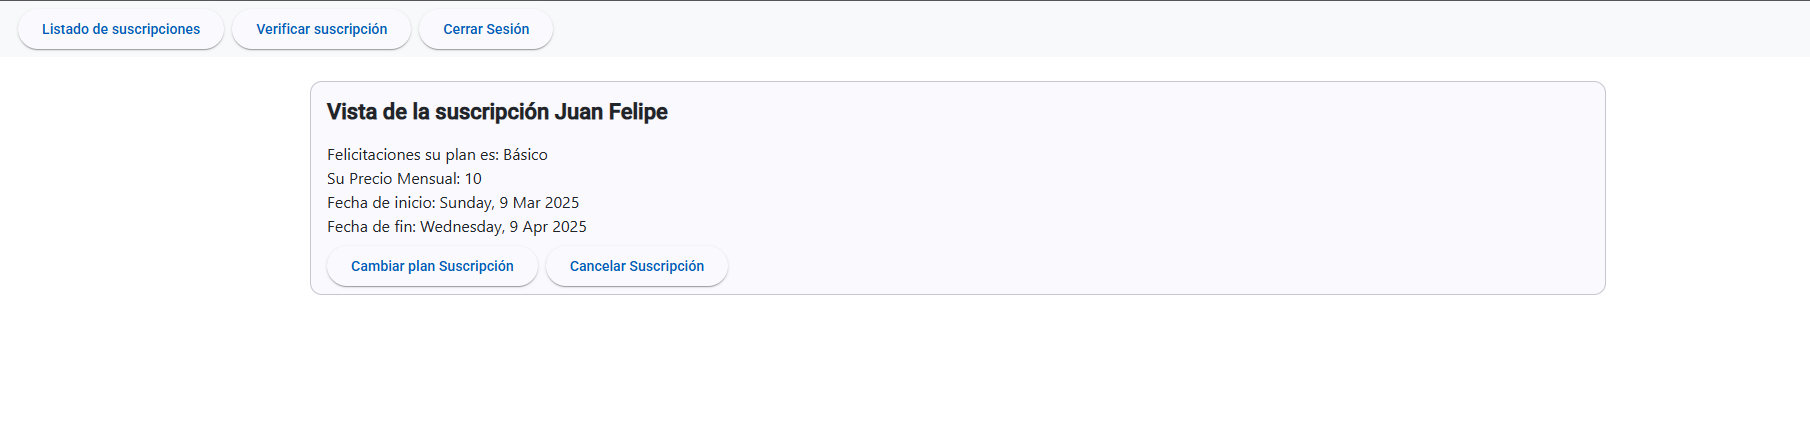 Listado de suscripciones Verificar suscripción Cerrar Sesión
Vista de la suscripción Juan Felipe
Felicitaciones su plan es: Básico
Su Precio Mensual: 10
Fecha de inicio: Sunday, 9 Mar 2025
Fecha de fin: Wednesday, 9 Apr 2025
Cambiar plan Suscripción Cancelar Suscripción